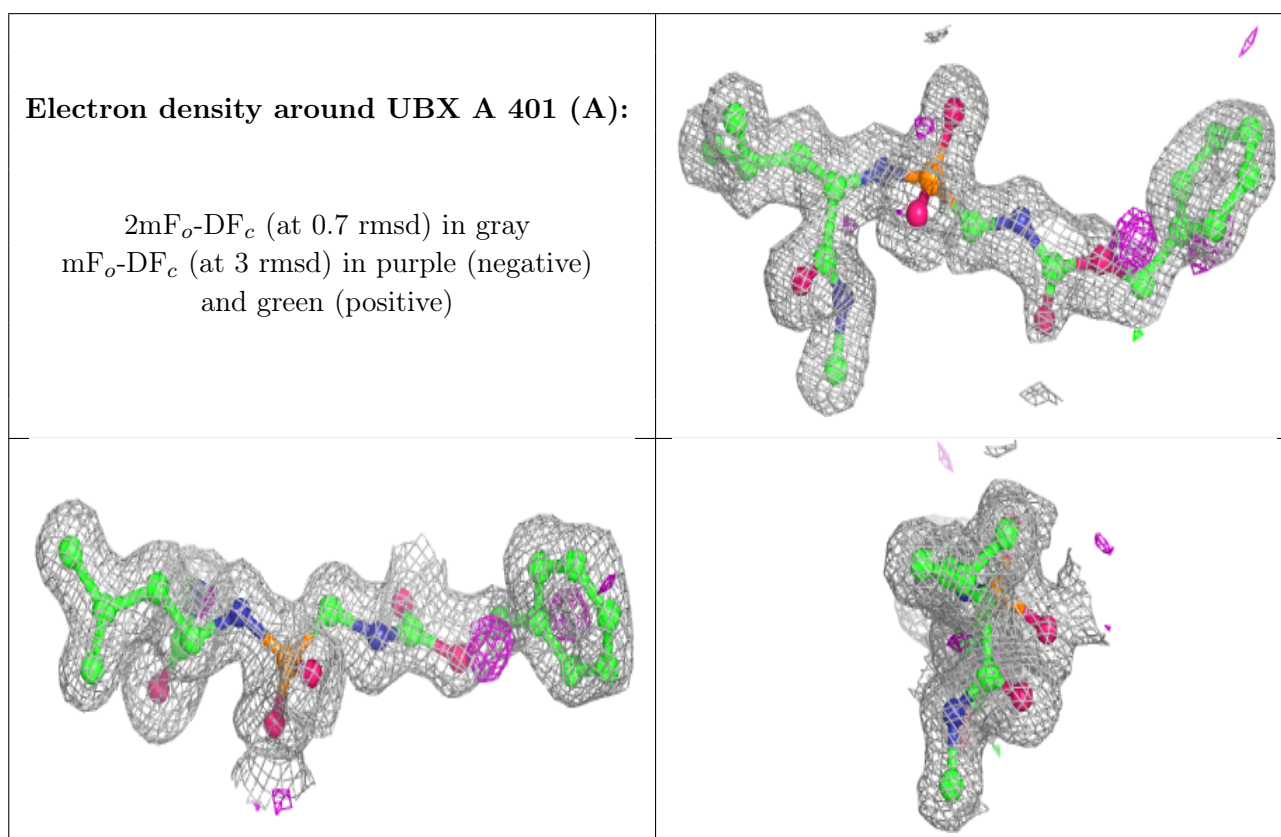 Electron density around UBX A 401 (A):
2mFo-DFc (at 0.7 rmsd) in gray
mFo-DFc (at 3 rmsd) in purple (negative)
and green (positive)